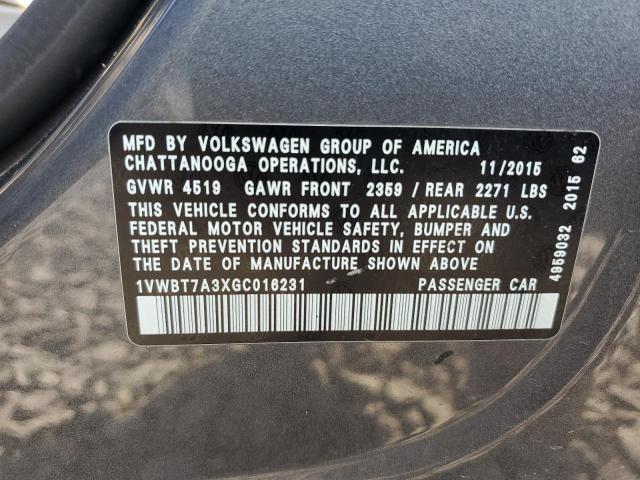 MFD BY VOLKSWAGEN GROUP OF AMERICA
CHATTANOOGA OPERATIONS, LLC. 11/2015
GVWR 4519 GAWR FRONT 2359 / REAR 2271 LBS
THIS VEHICLE CONFORMS TO ALL APPLICABLE U.S.
FEDERAL MOTOR VEHICLE SAFETY, BUMPER AND
THEFT PREVENTION STANDARDS IN EFFECT ON
THE DATE OF MANUFACTURE SHOWN ABOVE
1VWBT7A3XGC016231 PASSENGER CAR
4959032 2015 62